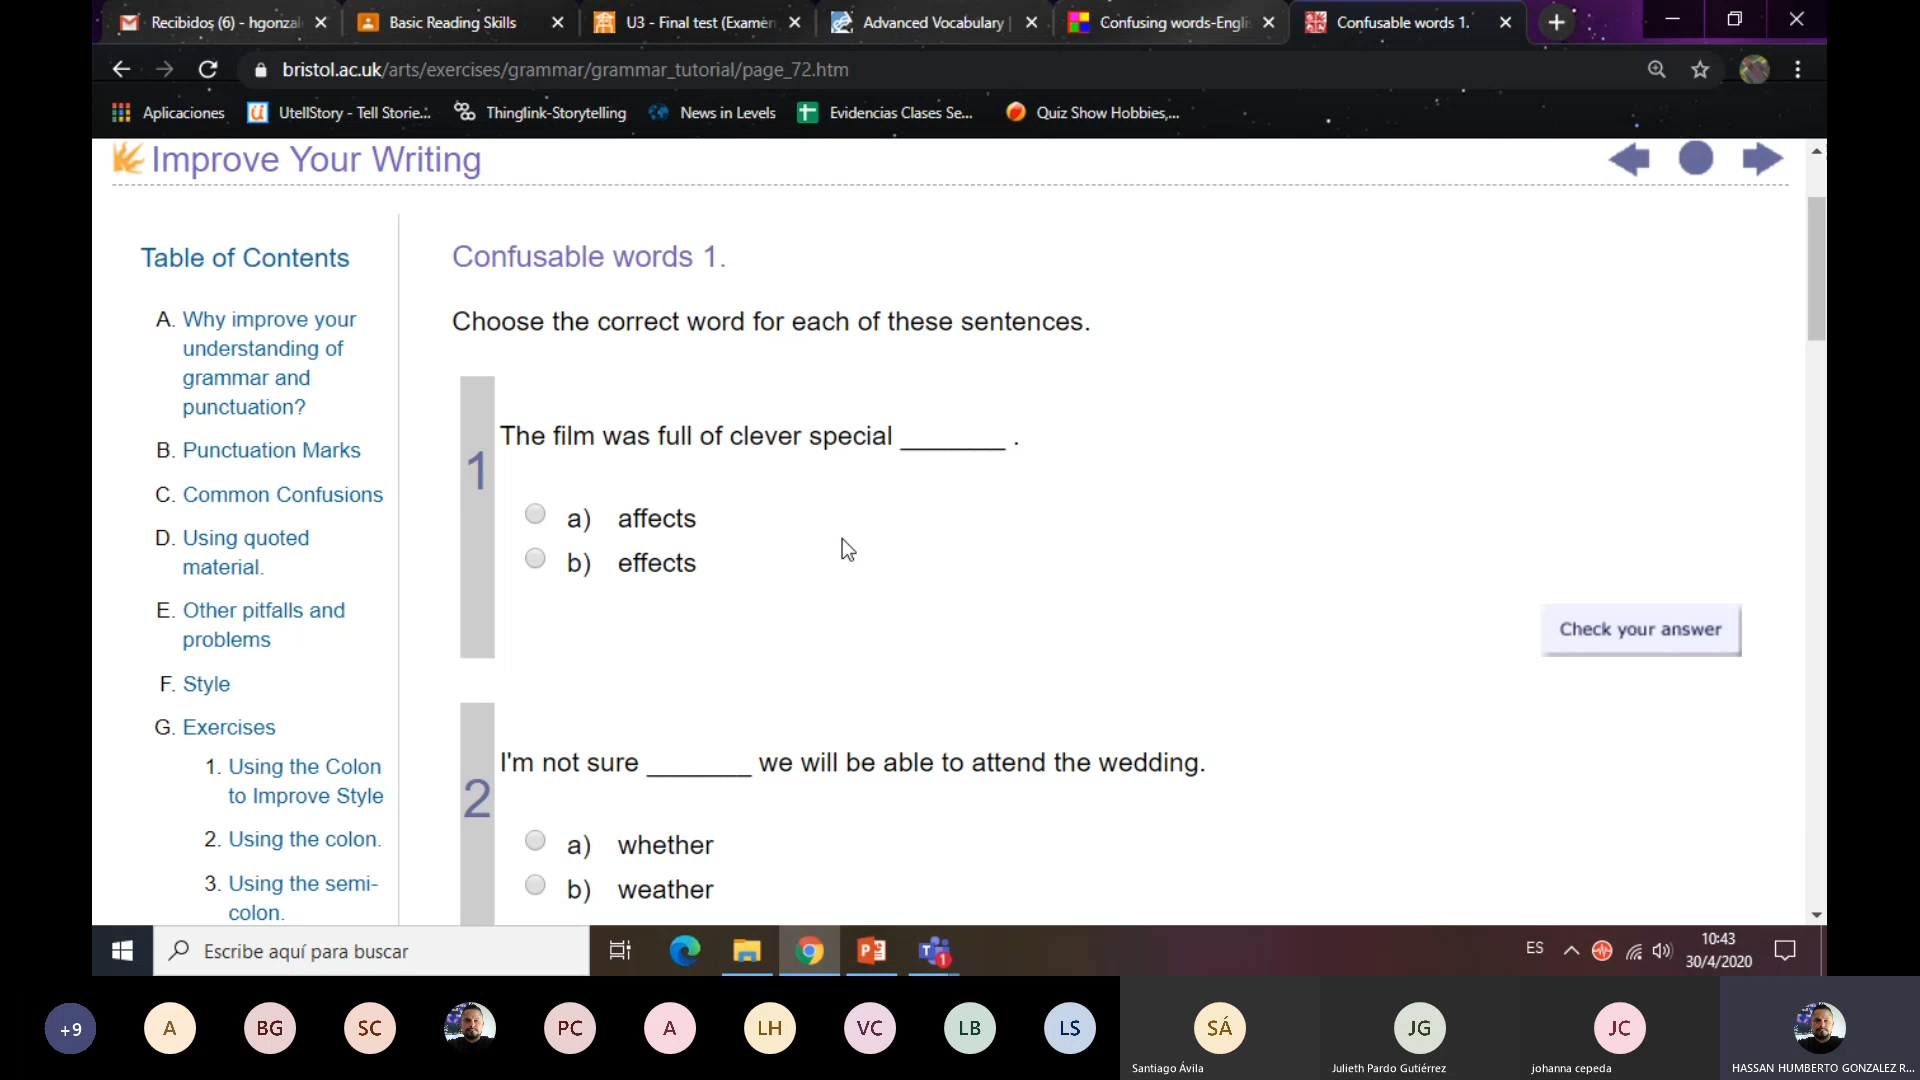 Recibidos (6) - hgonzal
Basic Reading Skills
U3 - Final test (Examen
Advanced Vocabulary |
Confusing words-Engli
Confusable words 1.
bristol.ac.uk/arts/exercises/grammar/grammar_tutorial/page_72.htm
Aplicaciones
UtellStory - Tell Storie...
Thinglink-Storytelling
News in Levels
Evidencias Clases Se...
Quiz Show Hobbies,...
Improve Your Writing
Table of Contents
A. Why improve your
understanding of
grammar and
punctuation?
B. Punctuation Marks
C. Common Confusions
D. Using quoted
material.
E. Other pitfalls and
problems
F. Style
G. Exercises
1. Using the Colon
to Improve Style
2. Using the colon.
3. Using the semi-
colon.
Confusable words 1.
Choose the correct word for each of these sentences.
1
The film was full of clever special _______ .
a) affects
b) effects
Check your answer
2
I'm not sure _______ we will be able to attend the wedding.
a) whether
b) weather
Escribe aquí para buscar
1
ES
10:43
30/4/2020
+9
A
BG
SC
PC
A
LH
VC
LB
LS
SÁ
JG
JC
Santiago Ávila
Julieth Pardo Gutiérrez
johanna cepeda
HASSAN HUMBERTO GONZALEZ R...